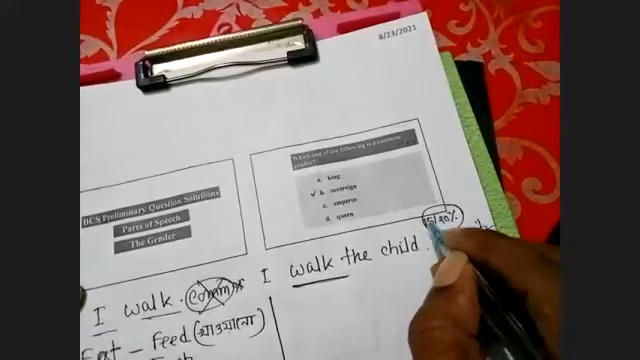 8/23/2021
BCS Preliminary Question Solutions
Parts of Speech
The Gender
Which one of the following is a common gender?
a. king
✓ b. sovereign
c. emperor
d. queen
I walk the child.
I walk.
Eat – Feed (খাওয়ানো)